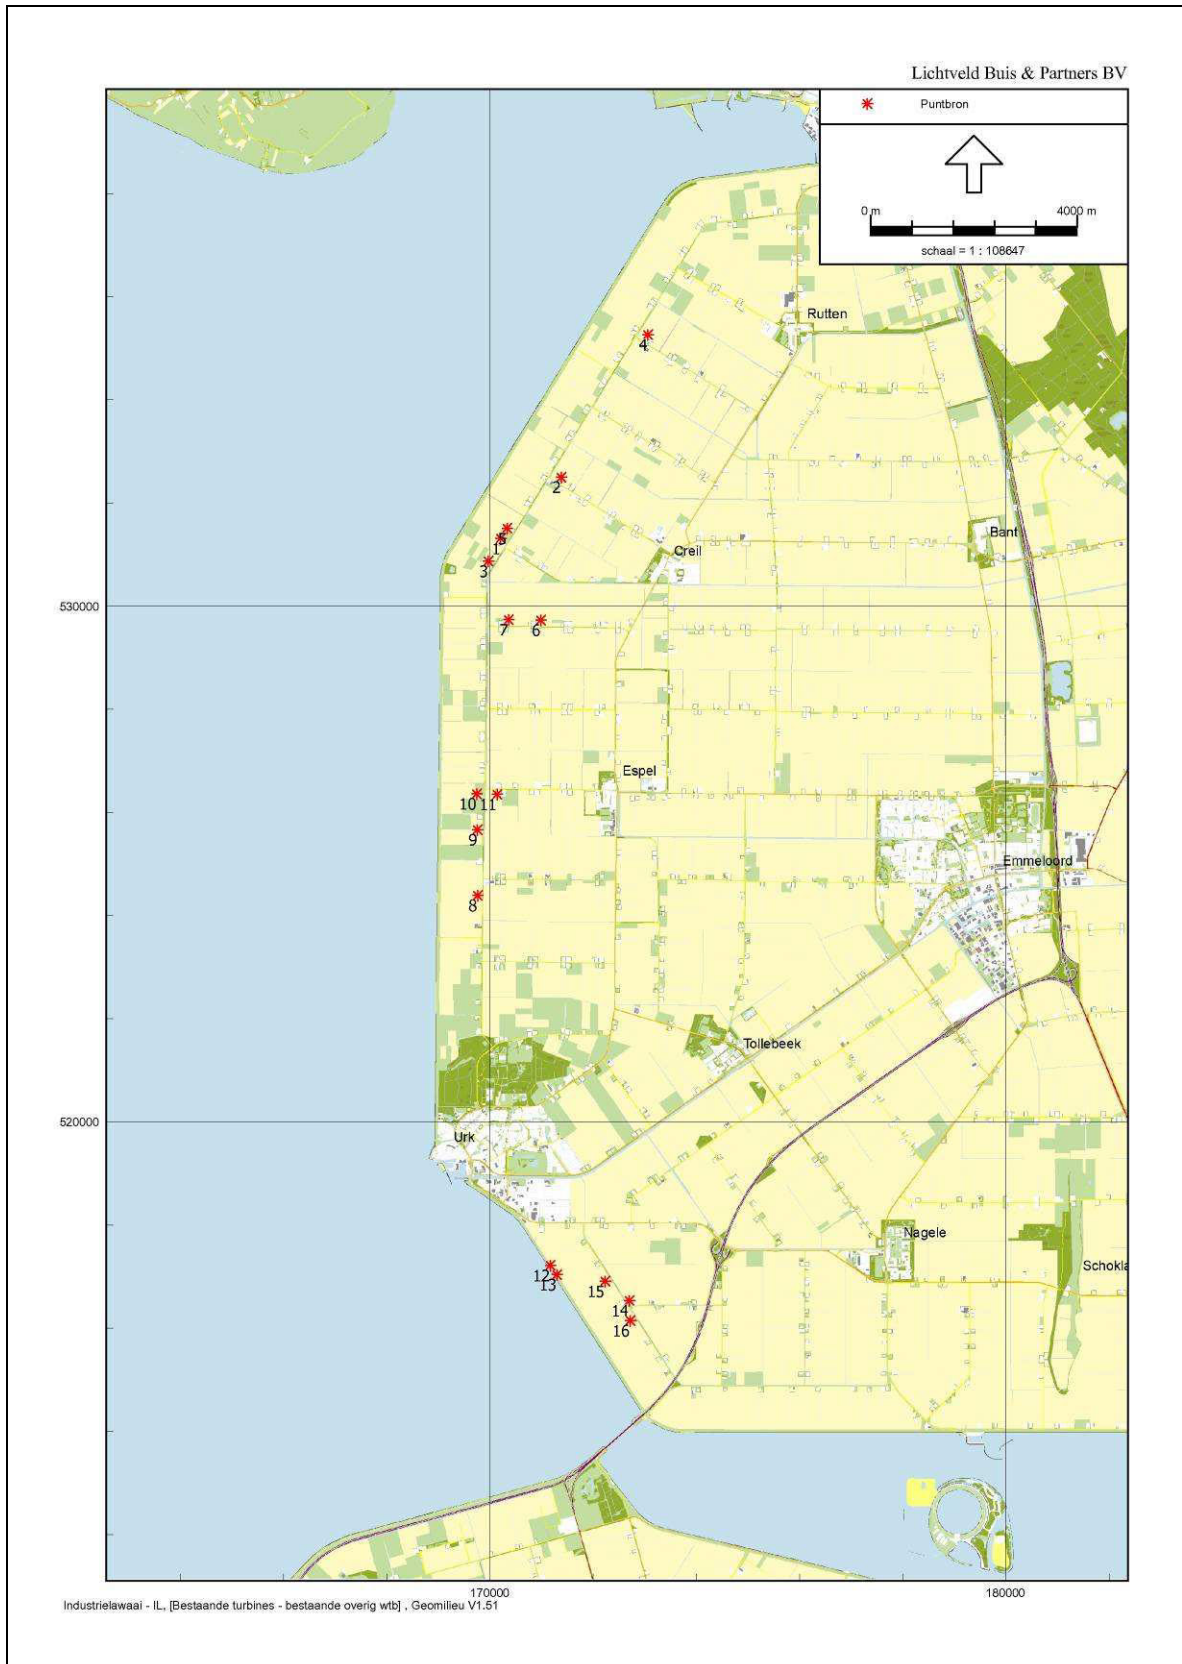 Lichtveld Buis & Partners BV
Puntbron
0 m 4000 m
schaal = 1 : 108647
Rutten
4
2
Bant
1 5
Creil
3
530000
7 6
Espel
10 11
9
Emmeloord
8
Tollebeek
520000
Urk
Nagele
12
Schokla
13
15
14
16
170000 180000
Industrielawaai - IL, [Bestaande turbines - bestaande overig wtb] , Geomilieu V1.51